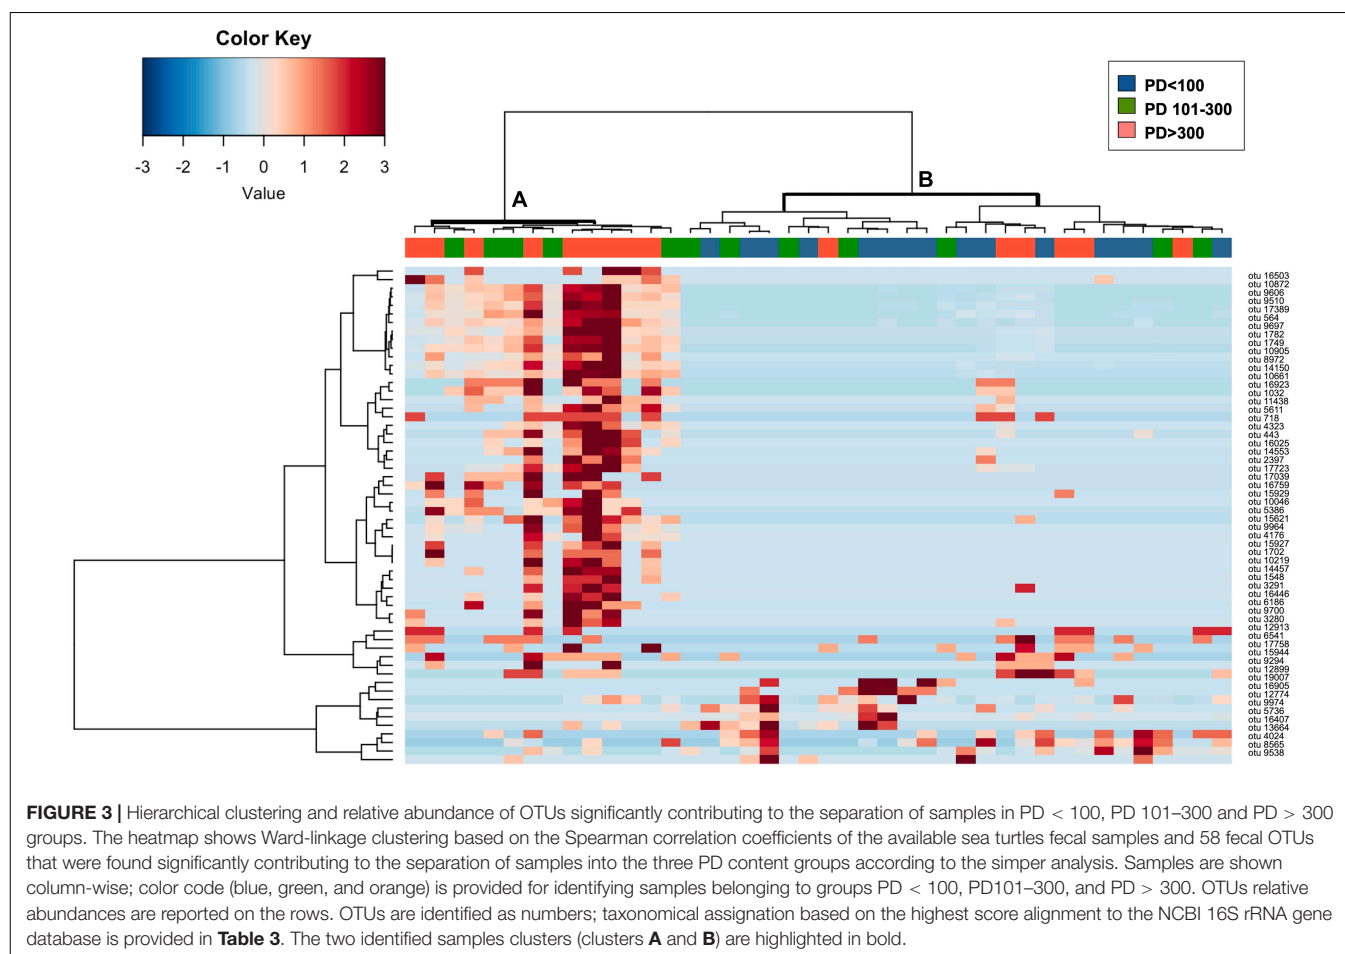 Color Key
-3 -2 -1 0 1 2 3
Value
PD<100
PD 101-300
PD>300
A
B
otu 16503
otu 10872
otu 9606
otu 9510
otu 17389
otu 564
otu 9697
otu 1782
otu 1749
otu 10905
otu 8972
otu 14150
otu 10661
otu 16923
otu 1032
otu 11438
otu 5611
otu 718
otu 4323
otu 443
otu 16025
otu 14553
otu 2397
otu 17723
otu 17039
otu 16759
otu 15929
otu 10046
otu 5386
otu 15621
otu 9964
otu 4176
otu 15927
otu 1702
otu 10219
otu 14457
otu 1548
otu 3291
otu 16446
otu 6186
otu 9700
otu 3280
otu 12913
otu 6541
otu 17758
otu 15944
otu 9294
otu 12899
otu 19007
otu 16905
otu 12774
otu 9974
otu 5736
otu 16407
otu 13664
otu 4024
otu 8565
otu 9538
FIGURE 3 | Hierarchical clustering and relative abundance of OTUs significantly contributing to the separation of samples in PD < 100, PD 101–300 and PD > 300
groups. The heatmap shows Ward-linkage clustering based on the Spearman correlation coefficients of the available sea turtles fecal samples and 58 fecal OTUs
that were found significantly contributing to the separation of samples into the three PD content groups according to the simper analysis. Samples are shown
column-wise; color code (blue, green, and orange) is provided for identifying samples belonging to groups PD < 100, PD101–300, and PD > 300. OTUs relative
abundances are reported on the rows. OTUs are identified as numbers; taxonomical assignation based on the highest score alignment to the NCBI 16S rRNA gene
database is provided in Table 3. The two identified samples clusters (clusters A and B) are highlighted in bold.